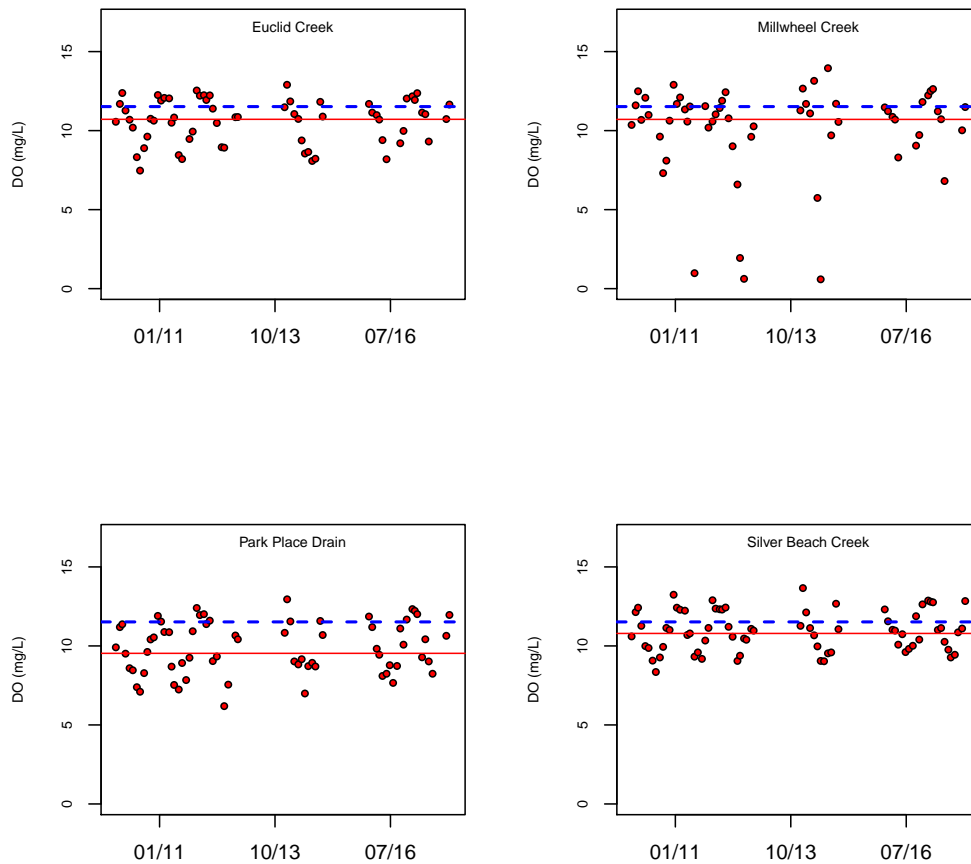 Euclid Creek
15
10
5
0
DO (mg/L)
01/11 10/13 07/16
Millwheel Creek
15
10
5
0
DO (mg/L)
01/11 10/13 07/16
Park Place Drain
15
10
5
0
DO (mg/L)
01/11 10/13 07/16
Silver Beach Creek
15
10
5
0
DO (mg/L)
01/11 10/13 07/16